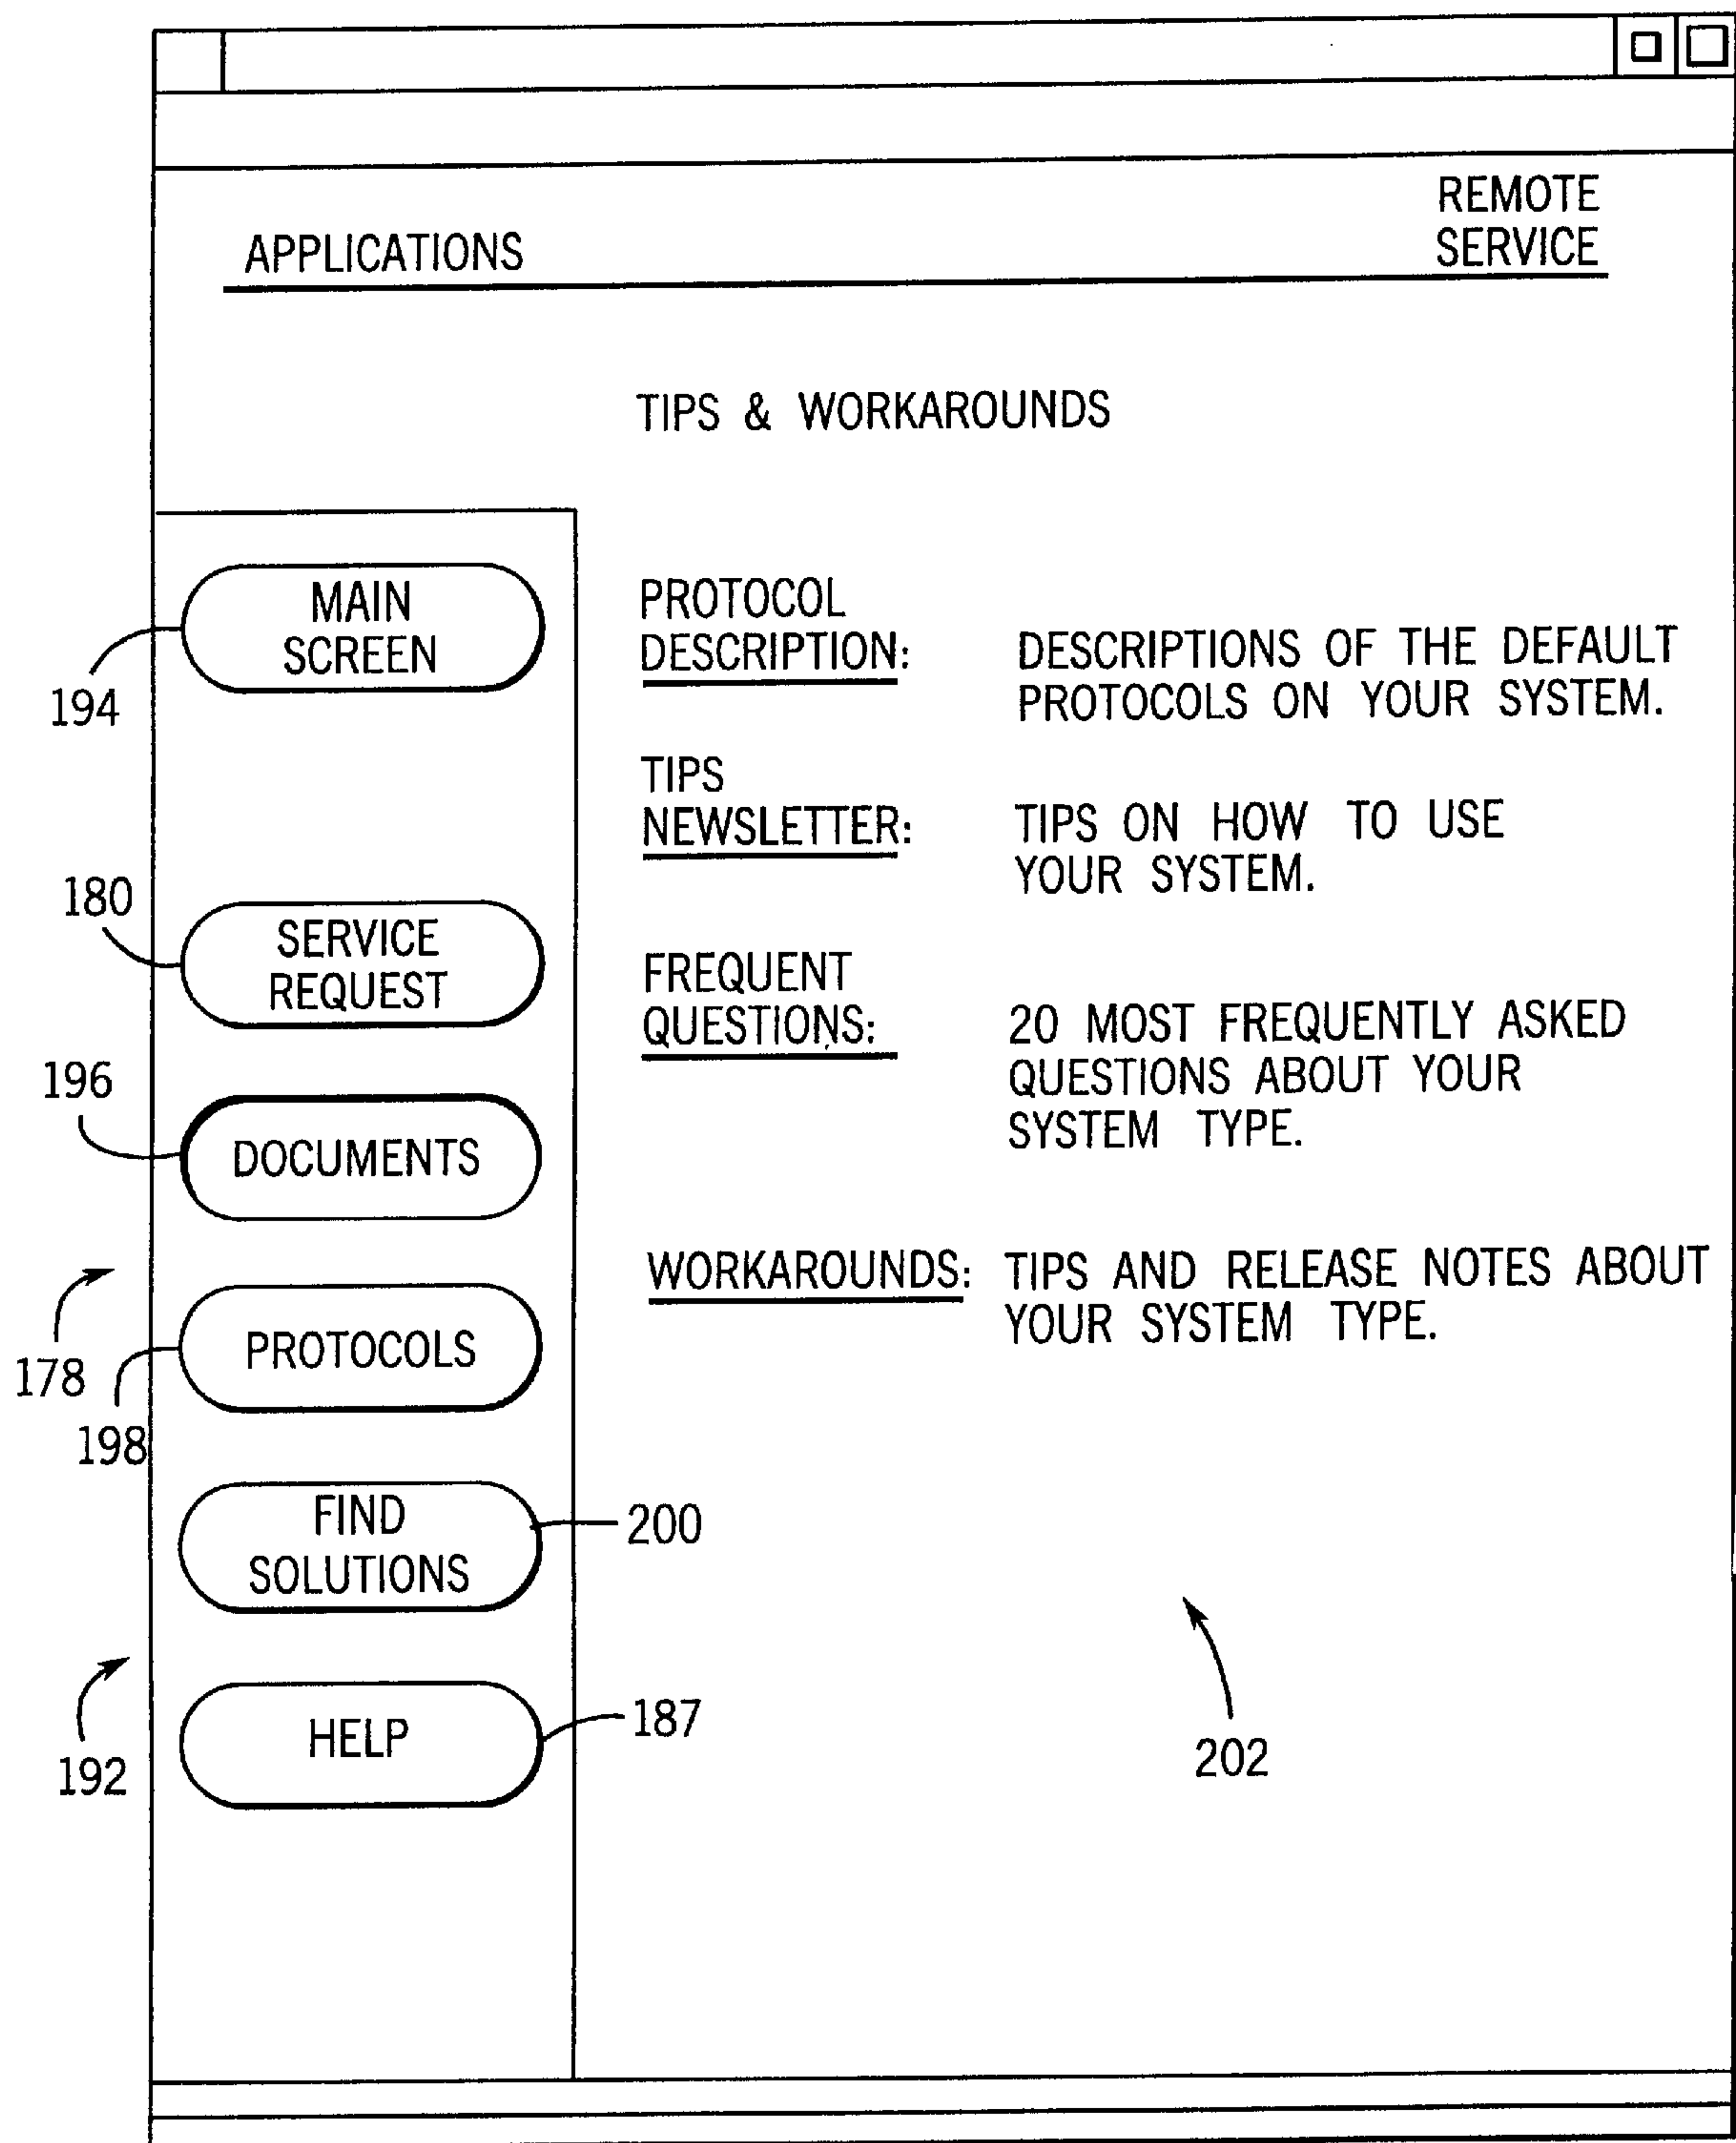 REMOTE
SERVICE
APPLICATIONS
TIPS & WORKAROUNDS
MAIN
SCREEN
194
PROTOCOL
DESCRIPTION:
DESCRIPTIONS OF THE DEFAULT
PROTOCOLS ON YOUR SYSTEM.
TIPS
NEWSLETTER:
TIPS ON HOW TO USE
YOUR SYSTEM.
180
SERVICE
REQUEST
FREQUENT
QUESTIONS:
20 MOST FREQUENTLY ASKED
QUESTIONS ABOUT YOUR
SYSTEM TYPE.
196
DOCUMENTS
WORKAROUNDS:
TIPS AND RELEASE NOTES ABOUT
YOUR SYSTEM TYPE.
178
PROTOCOLS
198
FIND
SOLUTIONS
200
192
HELP
187
202